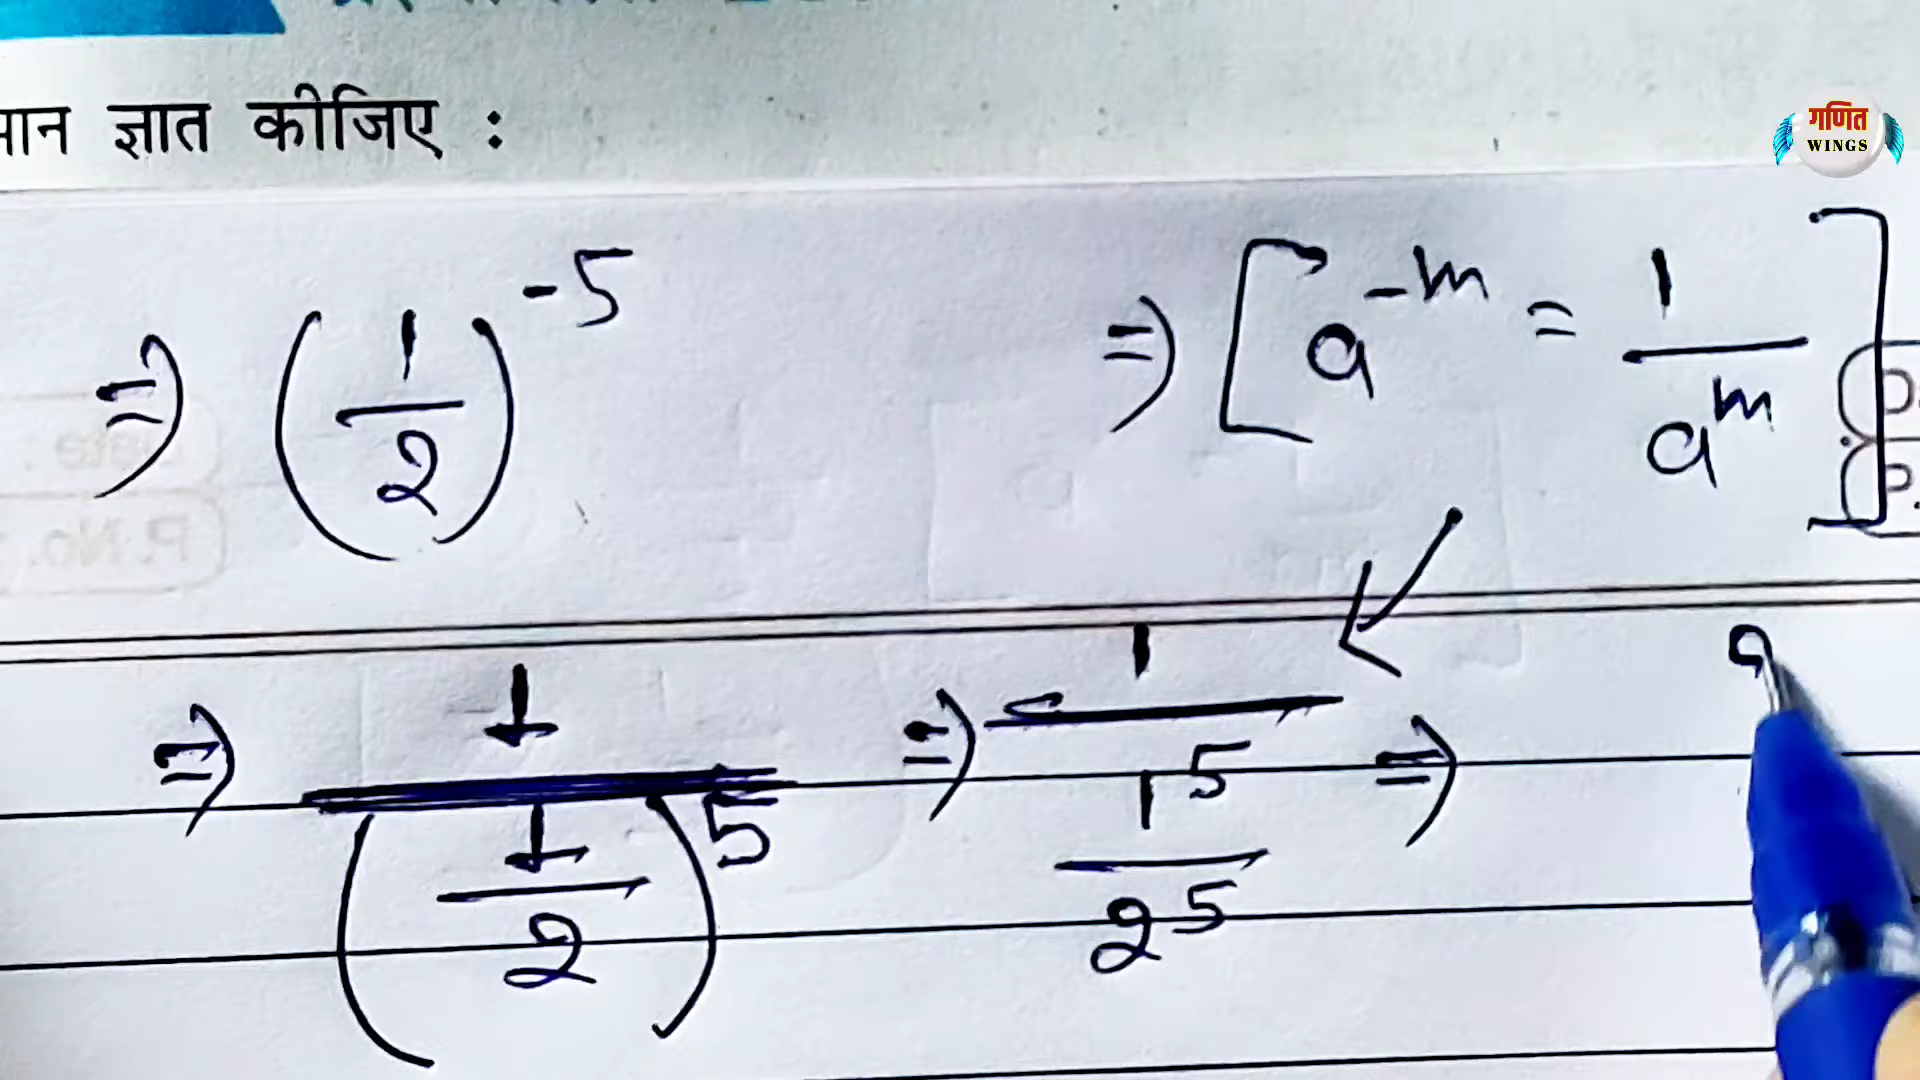 ज्ञात कीजिए :
गणित
WINGS
⇒ (1/2)^-5 ⇒ [a^-m = 1/a^m]
⇒ 1/(1/2)^5 ⇒ 1/(1^5/2^5) ⇒